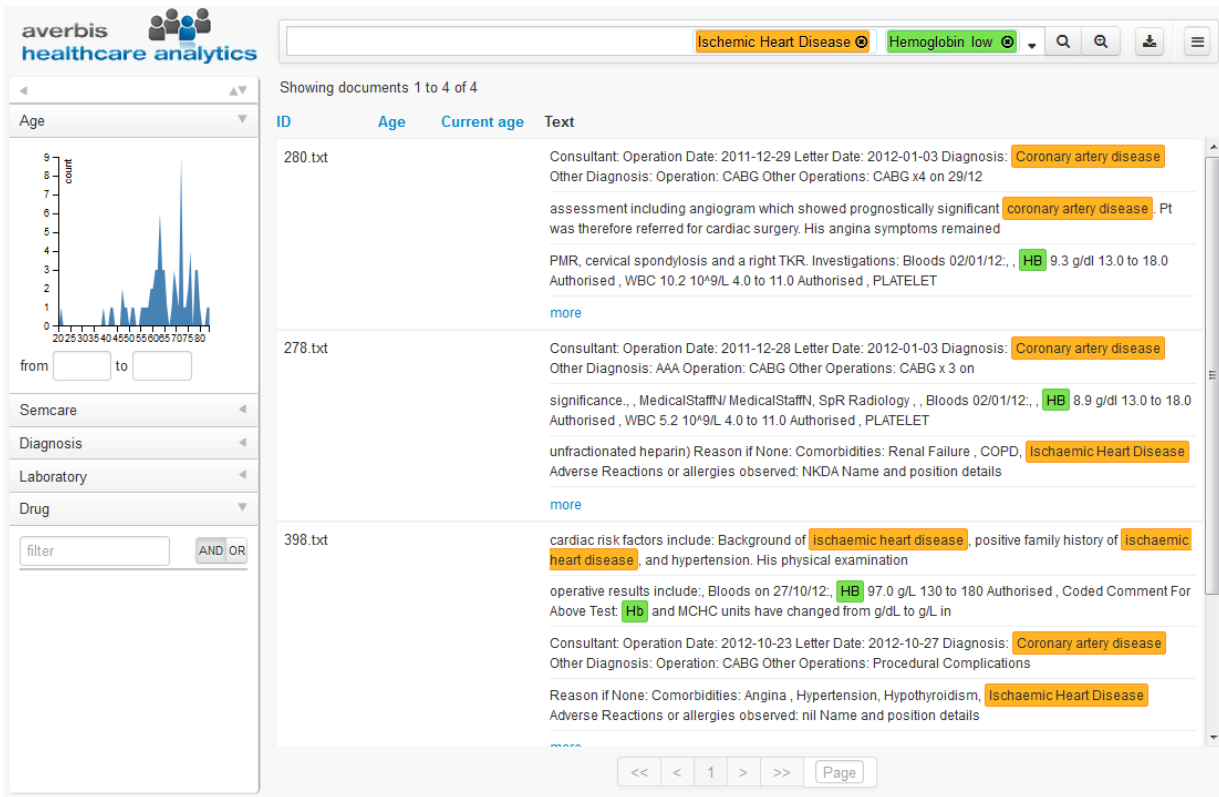 averbis
healthcare analytics
Ischemic Heart Disease
Hemoglobin low
Showing documents 1 to 4 of 4
Age
9
8
7
6
5
4
3
2
1
0
count
20 25 30 35 40 45 50 55 60 65 70 75 80
from
to
Semcare
Diagnosis
Laboratory
Drug
filter
AND OR
ID Age Current age Text
280.txt
Consultant: Operation Date: 2011-12-29 Letter Date: 2012-01-03 Diagnosis: Coronary artery disease
Other Diagnosis: Operation: CABG Other Operations: CABG x4 on 29/12
assessment including angiogram which showed prognostically significant coronary artery disease . Pt
was therefore referred for cardiac surgery. His angina symptoms remained
PMR, cervical spondylosis and a right TKR. Investigations: Bloods 02/01/12:, , HB 9.3 g/dl 13.0 to 18.0
Authorised , WBC 10.2 10^9/L 4.0 to 11.0 Authorised , PLATELET
more
278.txt
Consultant: Operation Date: 2011-12-28 Letter Date: 2012-01-03 Diagnosis: Coronary artery disease
Other Diagnosis: AAA Operation: CABG Other Operations: CABG x 3 on
significance., , MedicalStaffN/ MedicalStaffN, SpR Radiology , , Bloods 02/01/12:, , HB 8.9 g/dl 13.0 to 18.0
Authorised , WBC 5.2 10^9/L 4.0 to 11.0 Authorised , PLATELET
unfractionated heparin) Reason if None: Comorbidities: Renal Failure , COPD, Ischaemic Heart Disease
Adverse Reactions or allergies observed: NKDA Name and position details
more
398.txt
cardiac risk factors include: Background of ischaemic heart disease , positive family history of ischaemic
heart disease , and hypertension. His physical examination
operative results include:, Bloods on 27/10/12:, HB 97.0 g/L 130 to 180 Authorised , Coded Comment For
Above Test: Hb and MCHC units have changed from g/dL to g/L in
Consultant: Operation Date: 2012-10-23 Letter Date: 2012-10-27 Diagnosis: Coronary artery disease
Other Diagnosis: Operation: CABG Other Operations: Procedural Complications
Reason if None: Comorbidities: Angina , Hypertension, Hypothyroidism, Ischaemic Heart Disease
Adverse Reactions or allergies observed: nil Name and position details
more
<< < 1 > >> Page